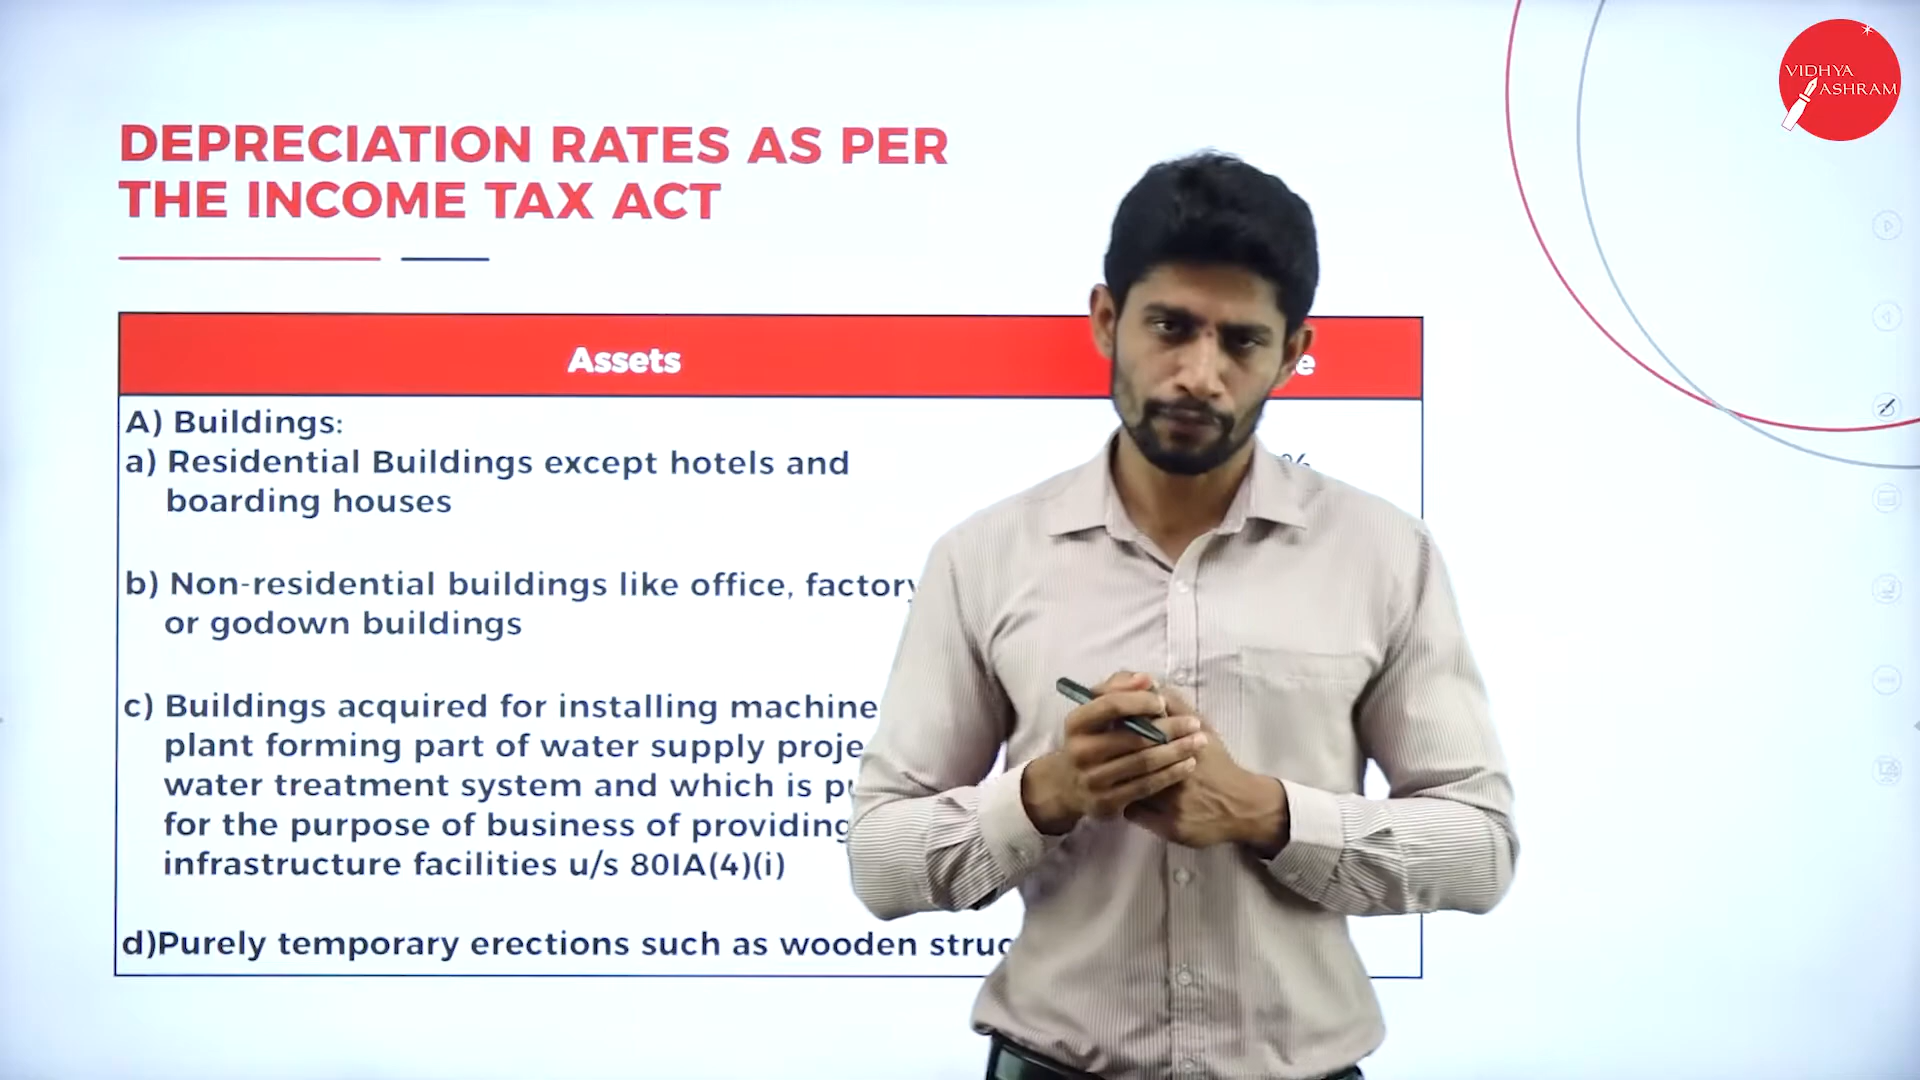 VIDHYA
ASHRAM
DEPRECIATION RATES AS PER
THE INCOME TAX ACT
Assets
A) Buildings:
a) Residential Buildings except hotels and
boarding houses
%
b) Non-residential buildings like office, factory
or godown buildings
c) Buildings acquired for installing machine
plant forming part of water supply
water treatment system and which is
for the purpose of business of providing
infrastructure facilities u/s 80IA(4)(i)
d)Purely temporary erections such as wooden